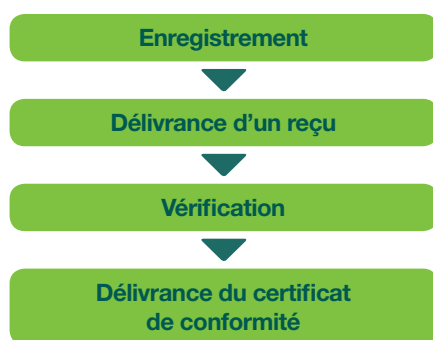 Enregistrement
Délivrance d’un reçu
Vérification
Délivrance du certificat
de conformité